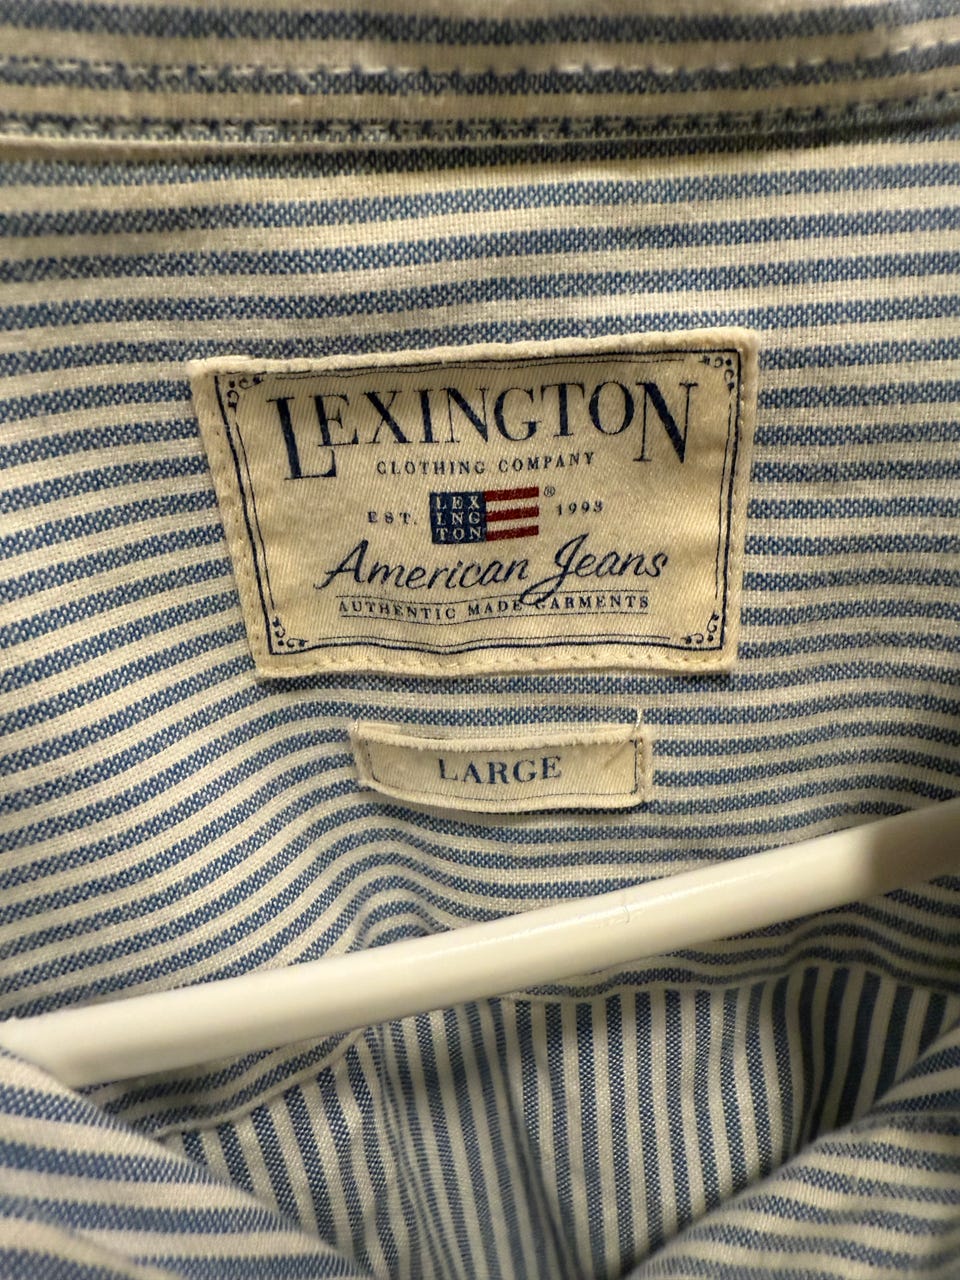 LEXINGTON
CLOTHING COMPANY
EST. LEX ING TON ® 1993
American Jeans
AUTHENTIC MADE GARMENTS
LARGE